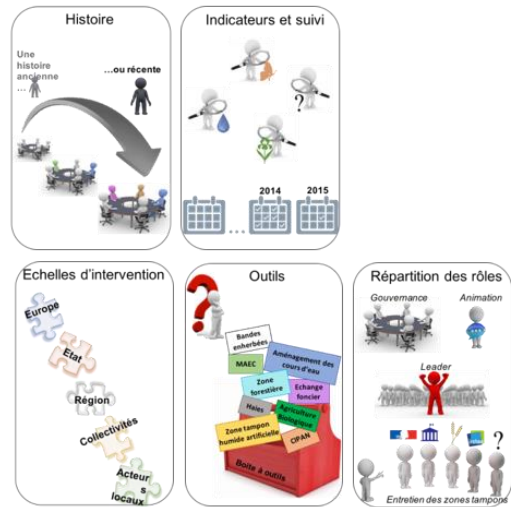 Histoire
Une
histoire
ancienne
...
...ou récente
Indicateurs et suivi
?
...
2014
2015
Echelles d'intervention
Europe
Etat
Région
Collectivités
Acteur
s
locaux
Outils
Bandes
enherbées
MAEC
Aménagement des
cours d'eau
Zone
forestière
Echange
foncier
Haies
Agriculture
Biologique
Zone tampon
humide artificielle
CIPAN
Boîte à outils
Répartition des rôles
Gouvernance
Animation
Leader
?
Entretien des zones tampons